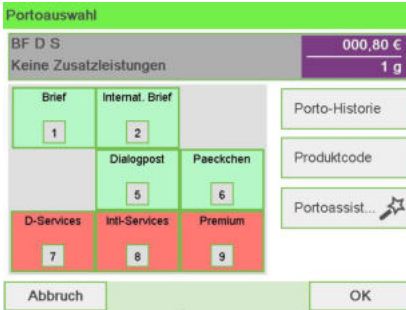 Portoauswahl
BF D S
000,80 €
Keine Zusatzleistungen
1 g
Brief
Internat. Brief
1
2
Porto-Historie
Dialogpost
Paeckchen
5
6
Produktcode
D-Services
Intl-Services
Premium
7
8
9
Portoassist...
Abbruch
OK